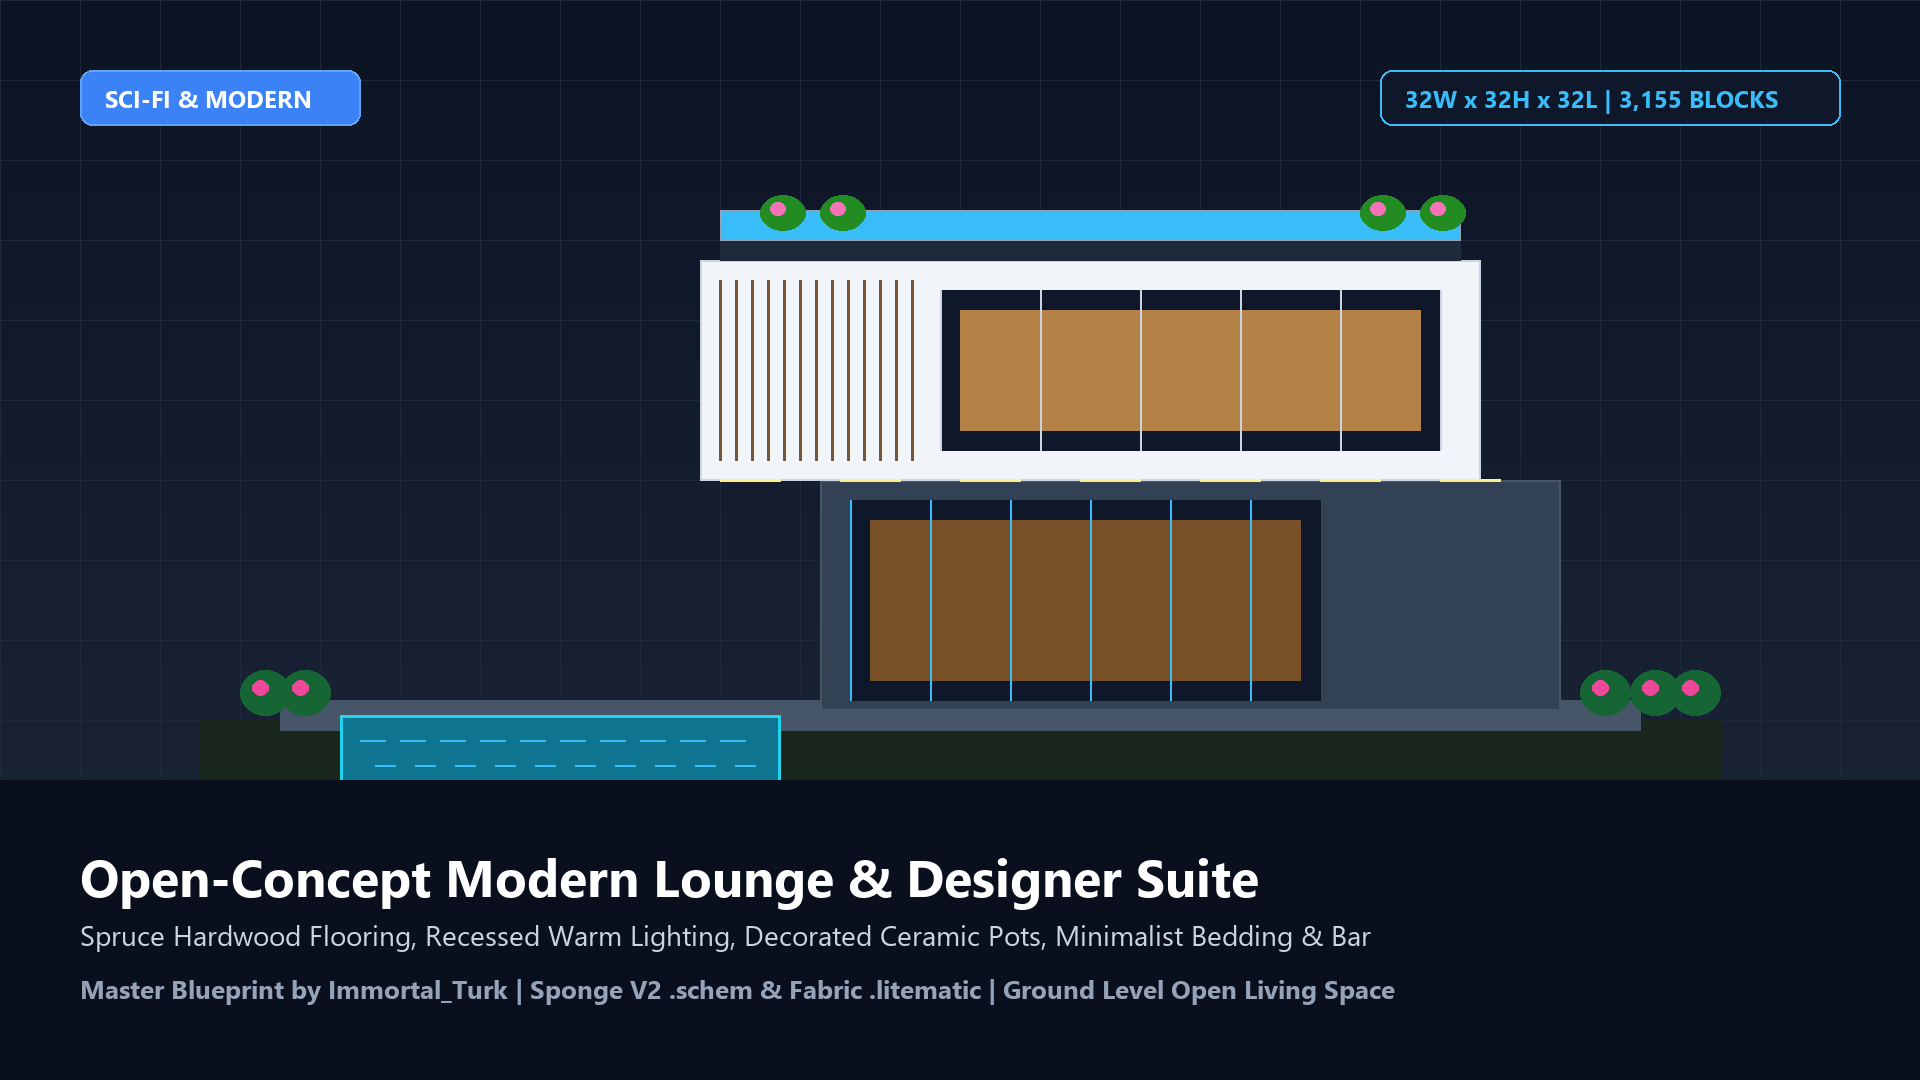 SCI-FI & MODERN
32W x 32H x 32L | 3,155 BLOCKS
Open-Concept Modern Lounge & Designer Suite
Spruce Hardwood Flooring, Recessed Warm Lighting, Decorated Ceramic Pots, Minimalist Bedding & Bar
Master Blueprint by Immortal_Turk | Sponge V2 .schem & Fabric .litematic | Ground Level Open Living Space